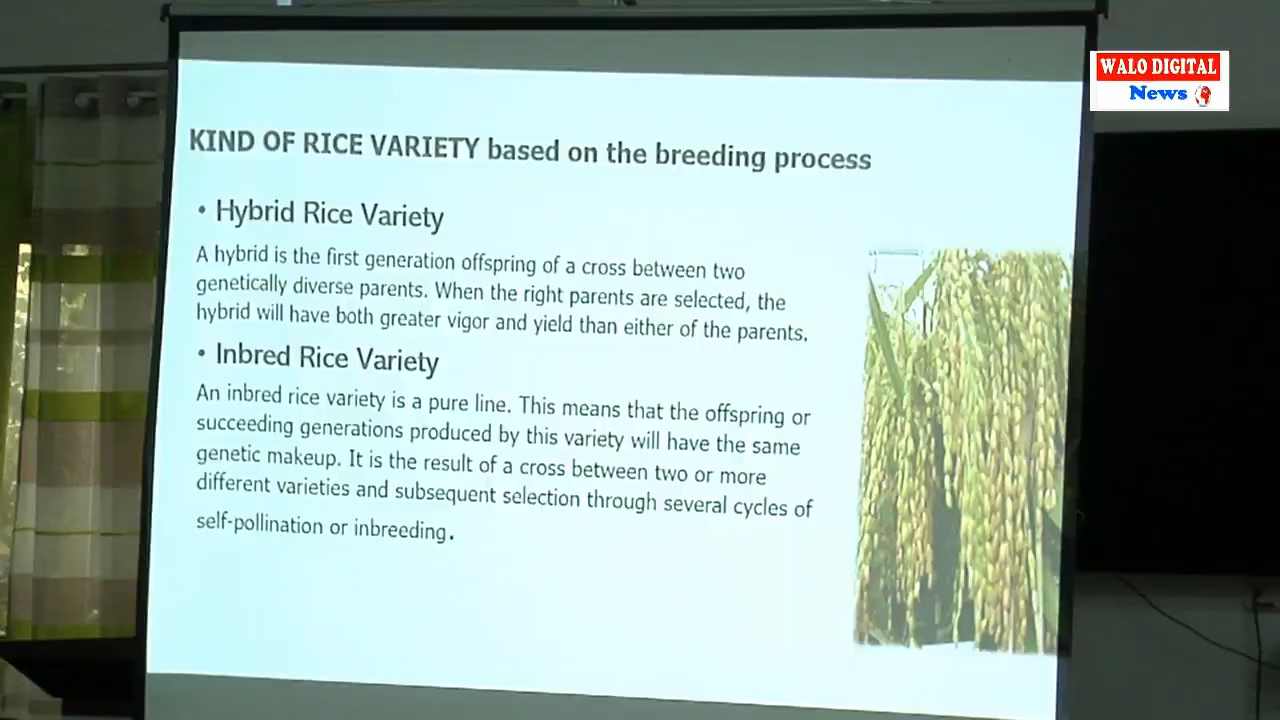 WALO DIGITAL
News
KIND OF RICE VARIETY based on the breeding process
• Hybrid Rice Variety
A hybrid is the first generation offspring of a cross between two
genetically diverse parents. When the right parents are selected, the
hybrid will have both greater vigor and yield than either of the parents.
• Inbred Rice Variety
An inbred rice variety is a pure line. This means that the offspring or
succeeding generations produced by this variety will have the same
genetic makeup. It is the result of a cross between two or more
different varieties and subsequent selection through several cycles of
self-pollination or inbreeding.